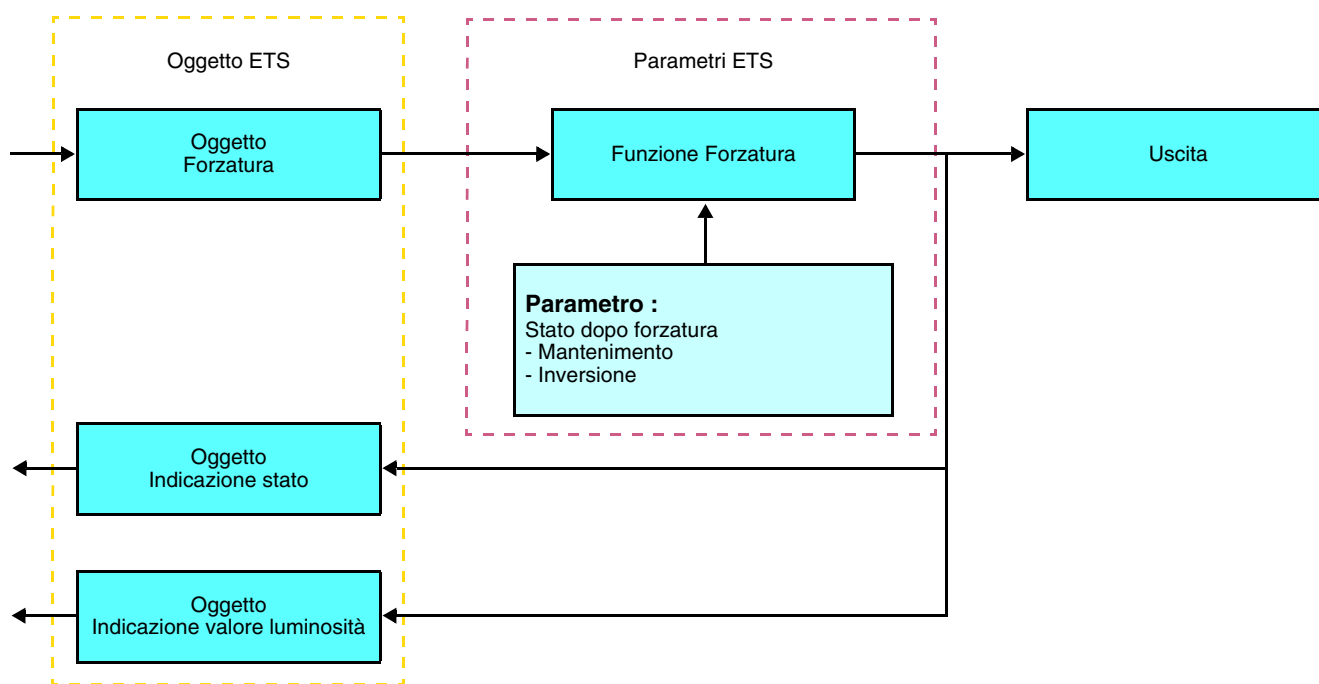 Oggetto ETS
Parametri ETS
Oggetto
Forzatura
Funzione Forzatura
Uscita
Parametro :
Stato dopo forzatura
- Mantenimento
- Inversione
Oggetto
Indicazione stato
Oggetto
Indicazione valore luminosità